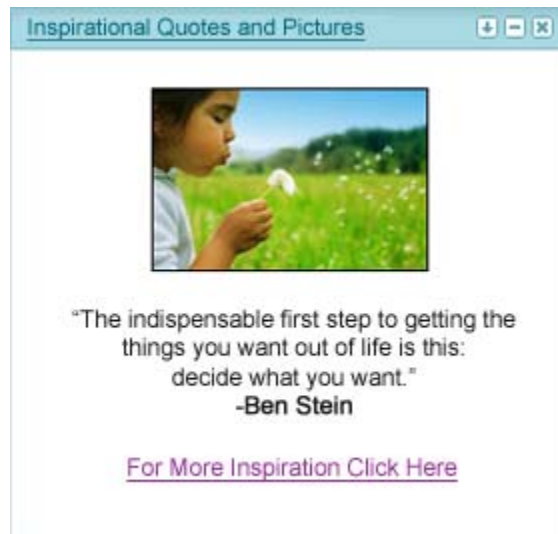 Inspirational Quotes and Pictures
“The indispensable first step to getting the
things you want out of life is this:
decide what you want.”
-Ben Stein
For More Inspiration Click Here